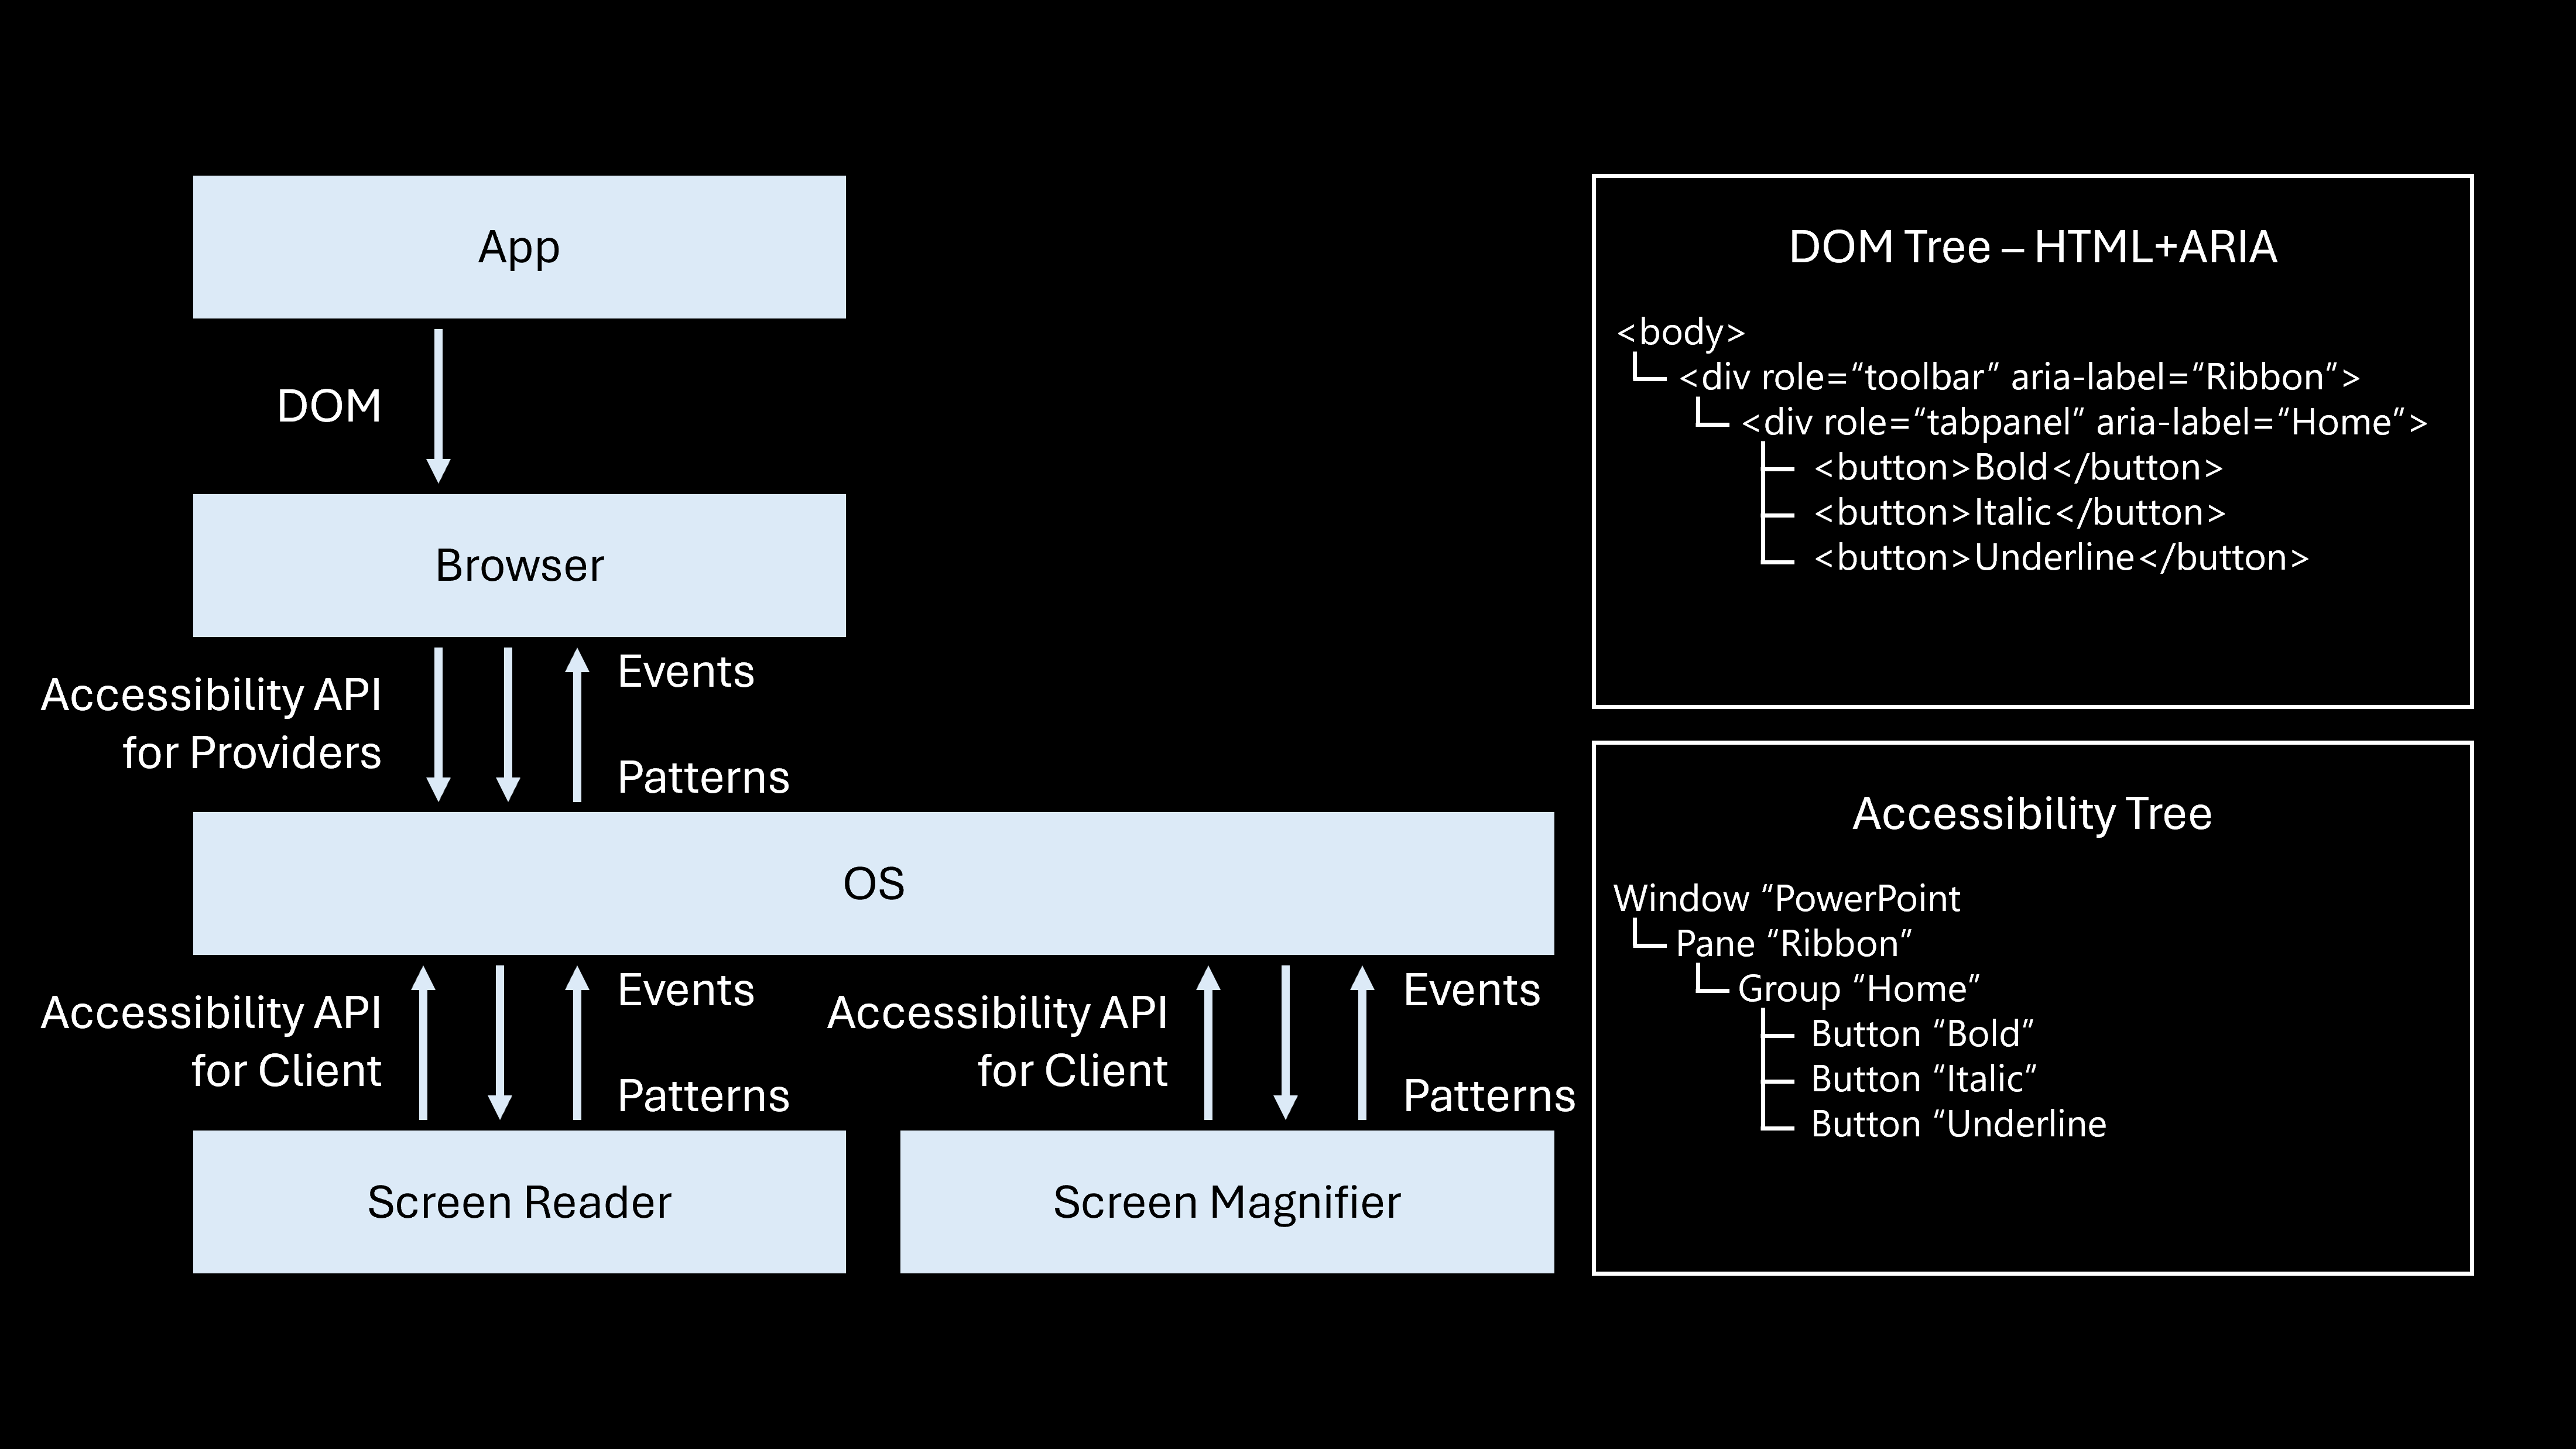 App
DOM
Browser
Accessibility API
for Providers
Events
Patterns
OS
Accessibility API
for Client
Events
Patterns
Accessibility API
for Client
Events
Patterns
Screen Reader
Screen Magnifier
DOM Tree – HTML+ARIA
<body>
<div role=“toolbar” aria-label=“Ribbon”>
<div role=“tabpanel” aria-label=“Home”>
<button>Bold</button>
<button>Italic</button>
<button>Underline</button>
Accessibility Tree
Window “PowerPoint
Pane “Ribbon”
Group “Home”
Button “Bold”
Button “Italic”
Button “Underline